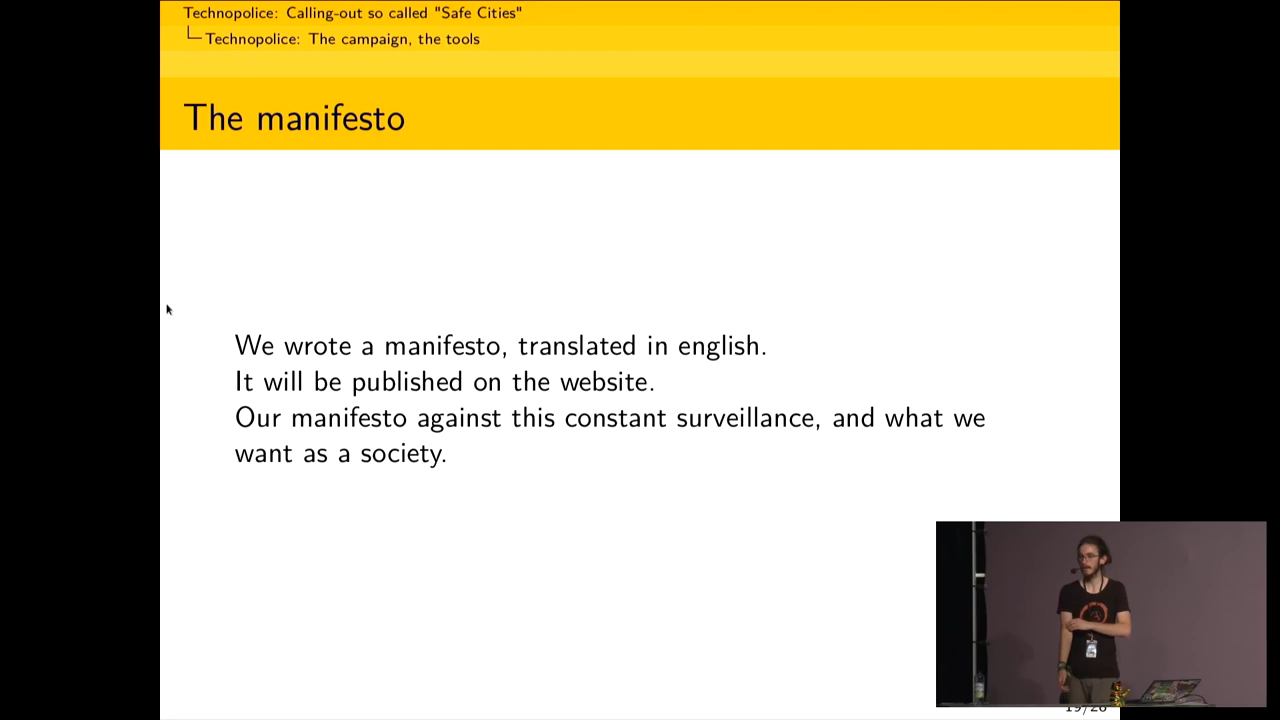 Technopolice: Calling-out so called "Safe Cities"
Technopolice: The campaign, the tools
The manifesto
We wrote a manifesto, translated in english.
It will be published on the website.
Our manifesto against this constant surveillance, and what we
want as a society.